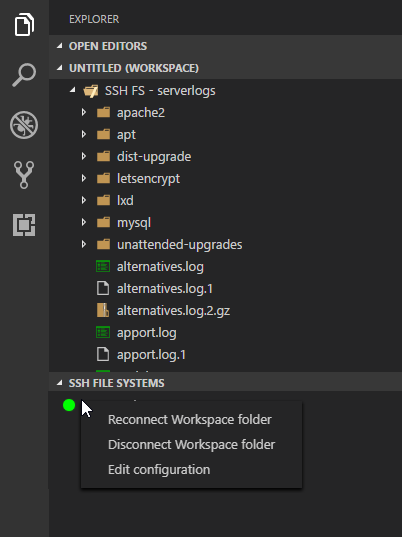 EXPLORER
OPEN EDITORS
UNTITLED (WORKSPACE)
SSH FS - serverlogs
apache2
apt
dist-upgrade
letsencrypt
lxd
mysql
unattended-upgrades
alternatives.log
alternatives.log.1
alternatives.log.2.gz
apport.log
apport.log.1
SSH FILE SYSTEMS
Reconnect Workspace folder
Disconnect Workspace folder
Edit configuration